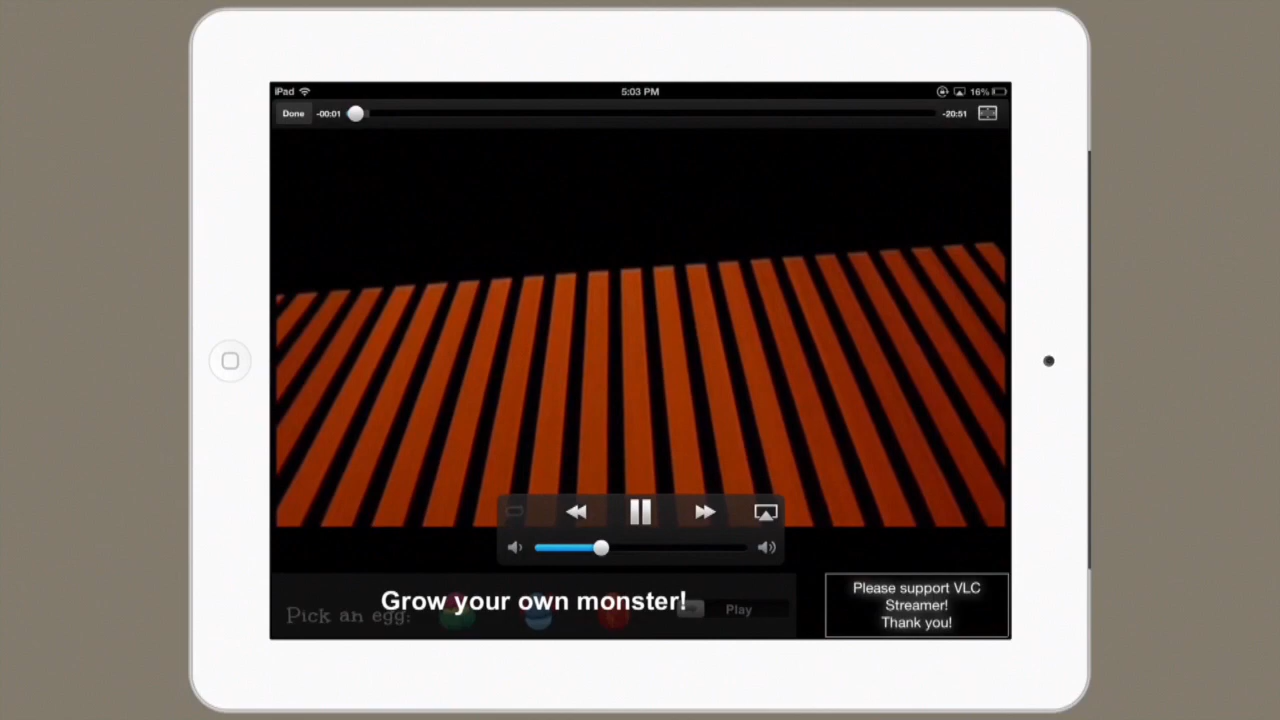 iPad 5:03 PM 16%
Done -00:01 -20:51
Grow your own monster!
Pick an egg: Play
Please support VLC
Streamer!
Thank you!